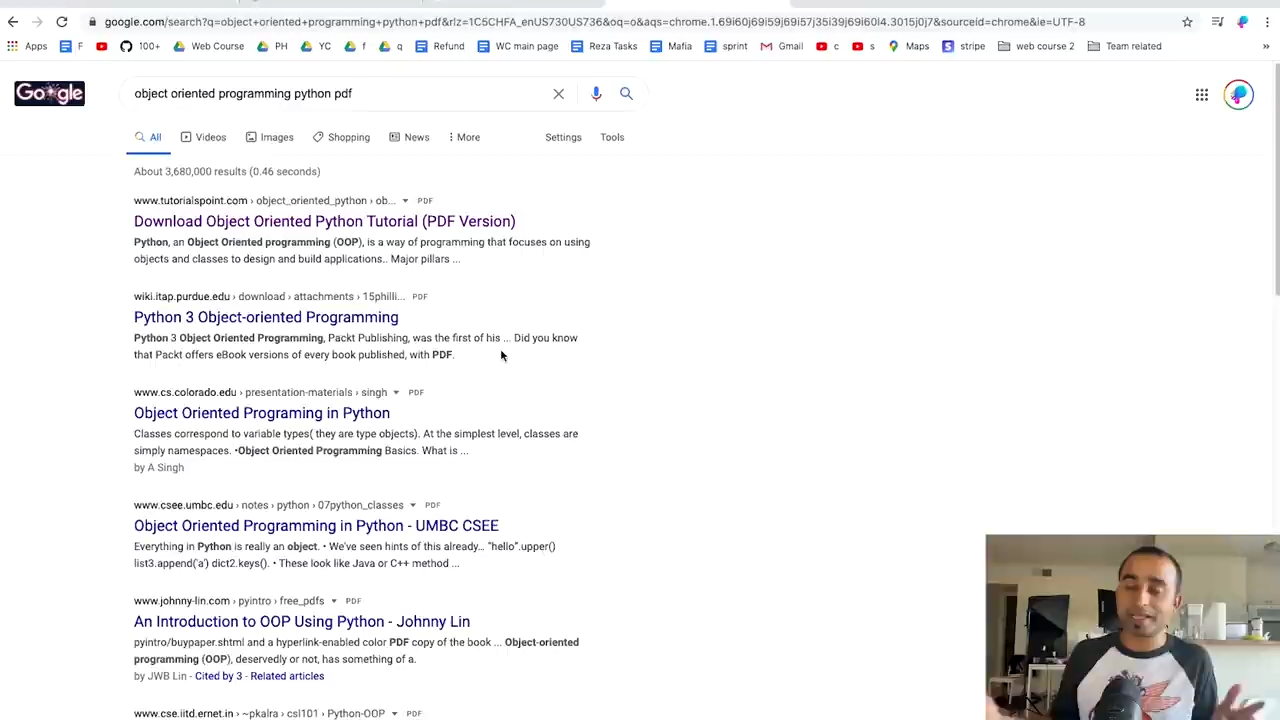 google.com/search?q=object+oriented+programming+python+pdf&rlz=1C5CHFA_enUS730US736&oq=o&aqs=chrome.1.69i60j69i59j69i57j35i39j69i60l4.3015j0j7&sourceid=chrome&ie=UTF-8
Apps F 100+ Web Course PH YC f q Refund WC main page Reza Tasks Mafia sprint Gmail c s Maps stripe web course 2 Team related »
Google object oriented programming python pdf
All Videos Images Shopping News More Settings Tools
About 3,680,000 results (0.46 seconds)
www.tutorialspoint.com › object_oriented_python › ob... PDF
Download Object Oriented Python Tutorial (PDF Version)
Python, an Object Oriented programming (OOP), is a way of programming that focuses on using
objects and classes to design and build applications.. Major pillars ...
wiki.itap.purdue.edu › download › attachments › 15philli... PDF
Python 3 Object-oriented Programming
Python 3 Object Oriented Programming, Packt Publishing, was the first of his ... Did you know
that Packt offers eBook versions of every book published, with PDF.
www.cs.colorado.edu › presentation-materials › singh PDF
Object Oriented Programing in Python
Classes correspond to variable types( they are type objects). At the simplest level, classes are
simply namespaces. •Object Oriented Programming Basics. What is ...
by A Singh
www.csee.umbc.edu › notes › python › 07python_classes PDF
Object Oriented Programming in Python - UMBC CSEE
Everything in Python is really an object. • We've seen hints of this already… "hello".upper()
list3.append('a') dict2.keys(). • These look like Java or C++ method ...
www.johnny-lin.com › pyintro › free_pdfs PDF
An Introduction to OOP Using Python - Johnny Lin
pyintro/buypaper.shtml and a hyperlink-enabled color PDF copy of the book ... Object-oriented
programming (OOP), deservedly or not, has something of a.
by JWB Lin - Cited by 3 - Related articles
www.cse.iitd.ernet.in › ~pkalra › csl101 › Python-OOP PDF